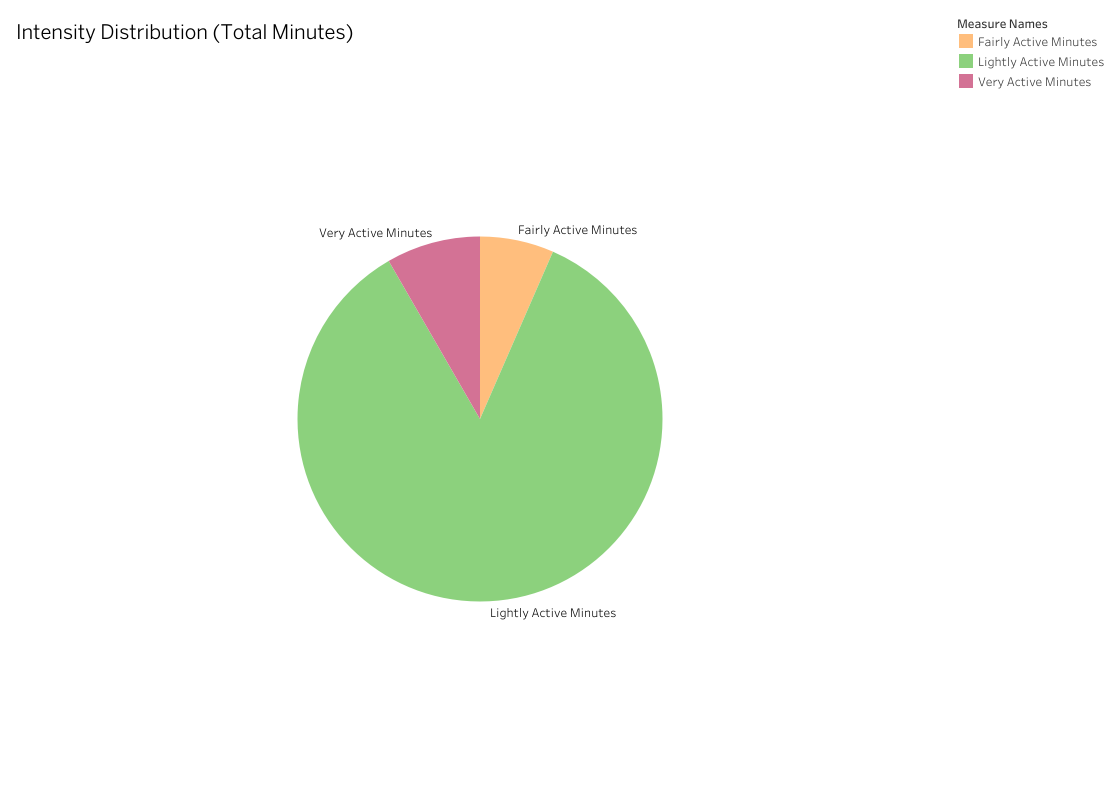 Intensity Distribution (Total Minutes)
Measure Names
Fairly Active Minutes
Lightly Active Minutes
Very Active Minutes
Very Active Minutes
Fairly Active Minutes
Lightly Active Minutes